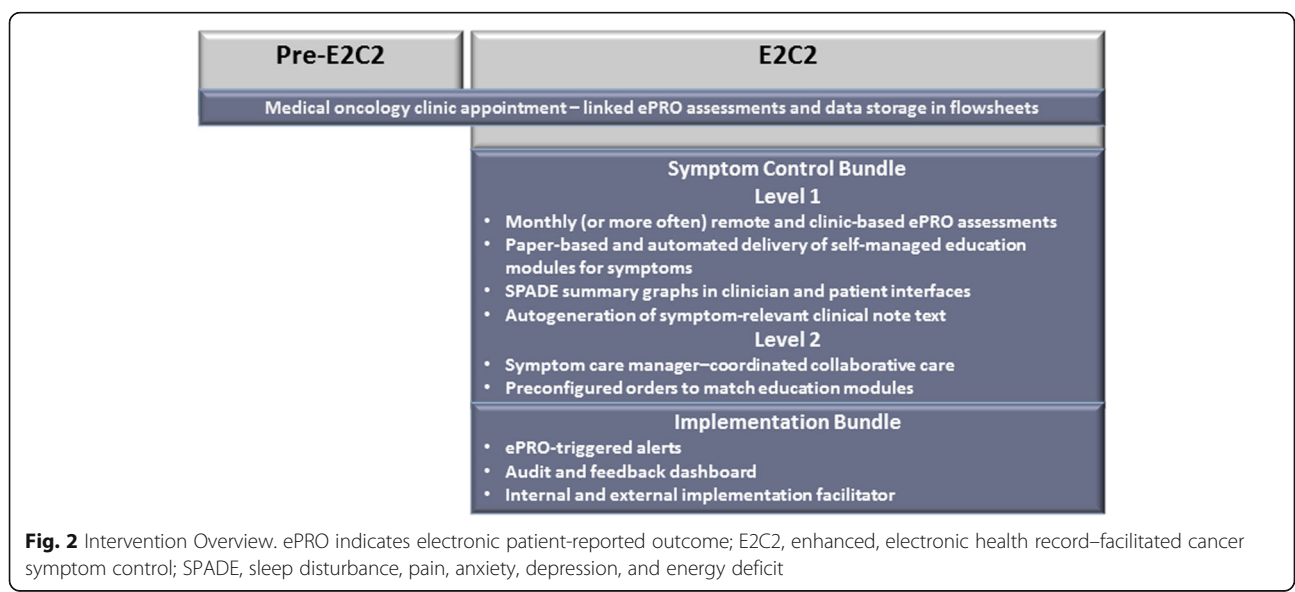 Pre-E2C2
E2C2
Medical oncology clinic appointment – linked ePRO assessments and data storage in flowsheets
Symptom Control Bundle
Level 1
• Monthly (or more often) remote and clinic-based ePRO assessments
• Paper-based and automated delivery of self-managed education
modules for symptoms
• SPADE summary graphs in clinician and patient interfaces
• Autogeneration of symptom-relevant clinical note text
Level 2
• Symptom care manager–coordinated collaborative care
• Preconfigured orders to match education modules
Implementation Bundle
• ePRO-triggered alerts
• Audit and feedback dashboard
• Internal and external implementation facilitator
Fig. 2 Intervention Overview. ePRO indicates electronic patient-reported outcome; E2C2, enhanced, electronic health record–facilitated cancer
symptom control; SPADE, sleep disturbance, pain, anxiety, depression, and energy deficit